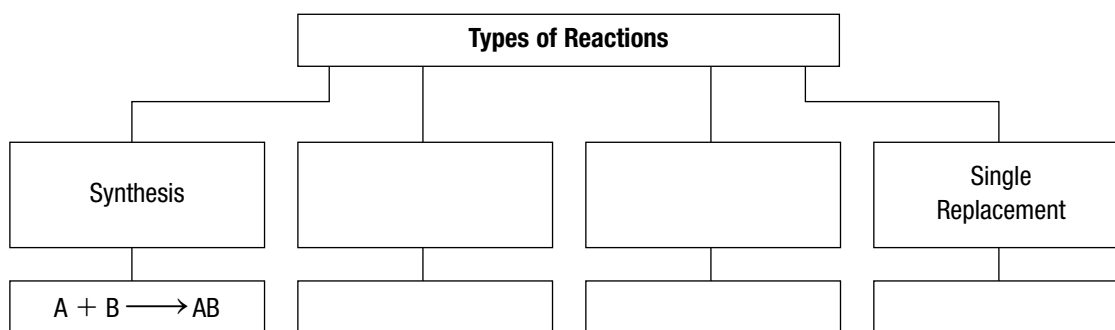 Types of Reactions
Synthesis
Single
Replacement
A + B ⟶ AB